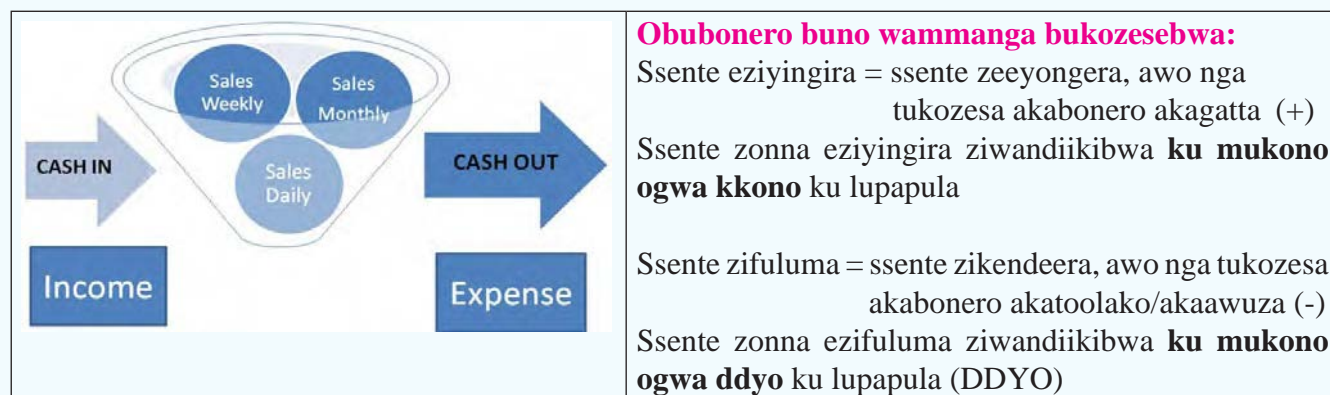 Sales
Weekly
Sales
Monthly
Sales
Daily
CASH IN
CASH OUT
Income
Expense
Obubonero buno wammanga bukozesebwa:
Ssente eziyingira = ssente zeeyongera, awo nga
tukozesa akabonero akagatta (+)
Ssente zonna eziyingira ziwandiikibwa ku mukono
ogwa kkono ku lupapula
Ssente zifuluma = ssente zikendeera, awo nga tukozesa
akabonero akatoolako/akaawuza (-)
Ssente zonna ezifuluma ziwandiikibwa ku mukono
ogwa ddyo ku lupapula (DDYO)